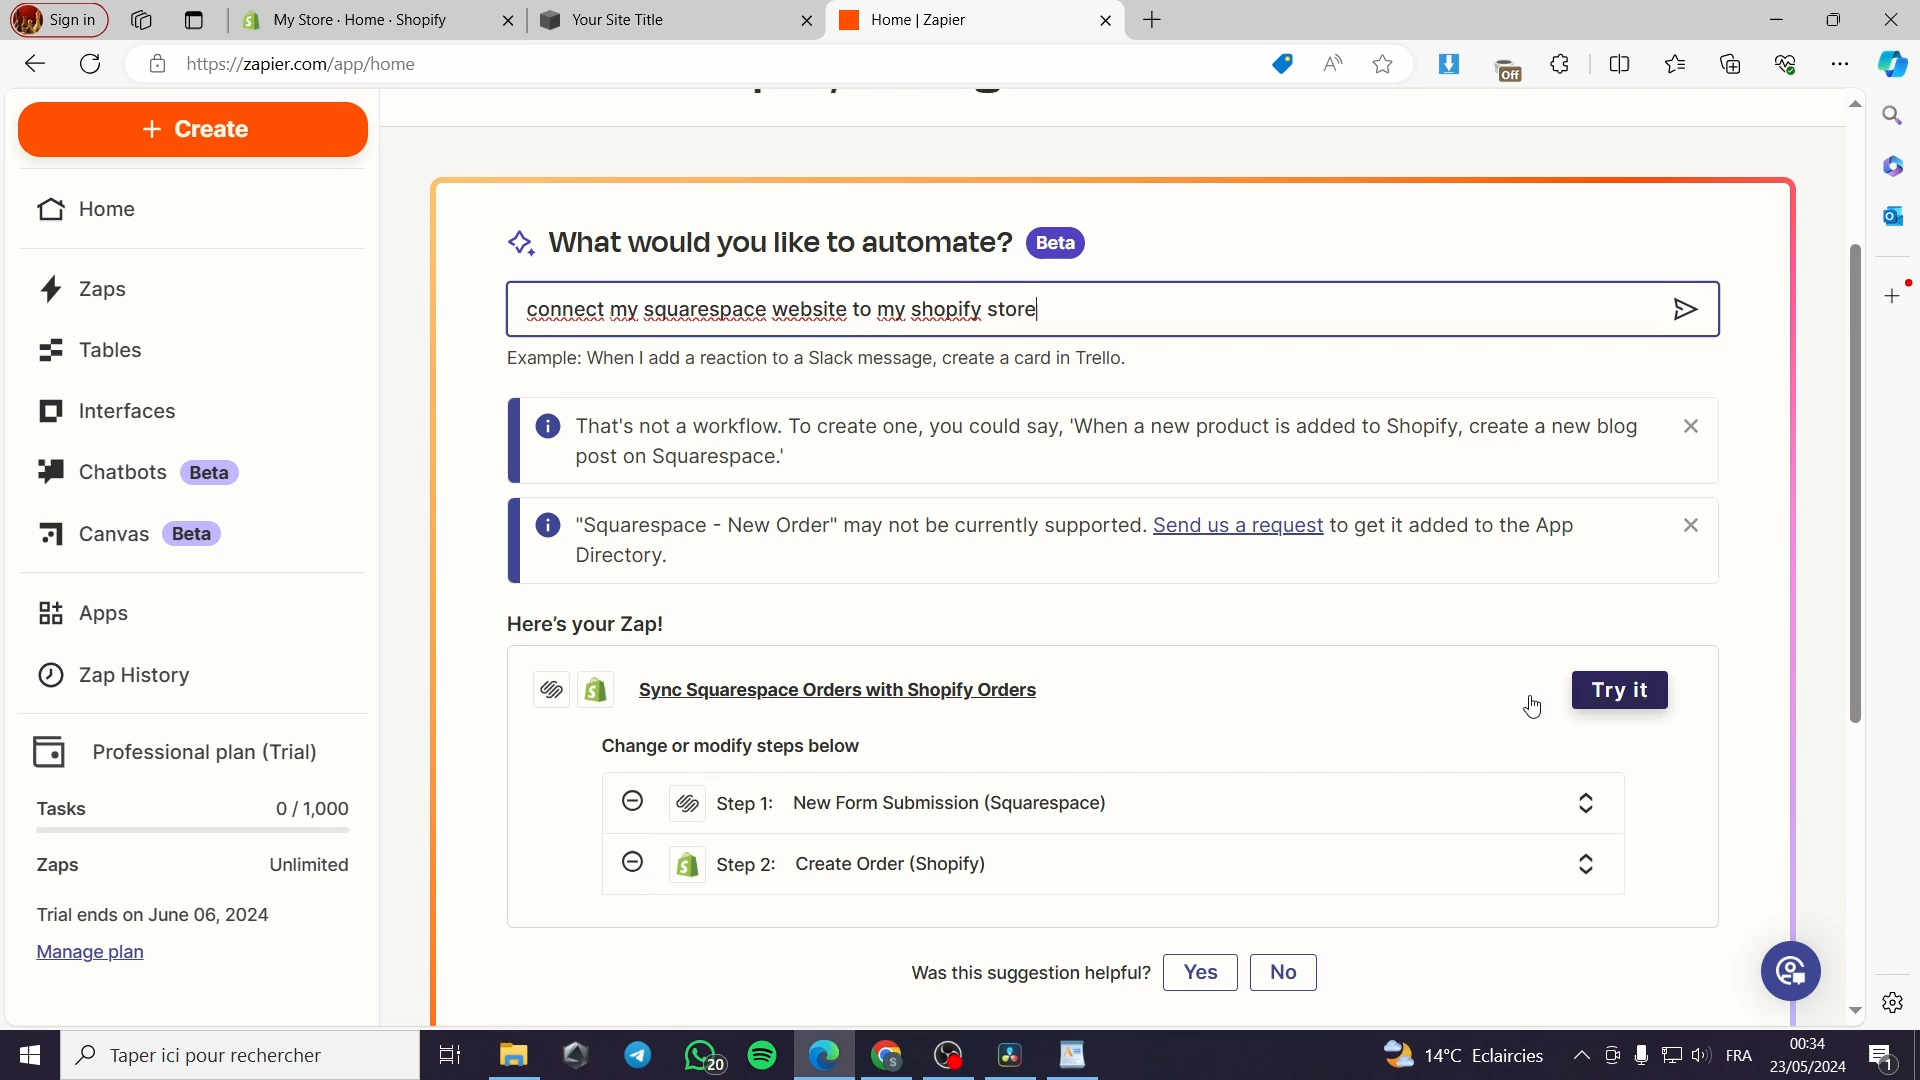 Sign in
My Store · Home · Shopify
Your Site Title
Home | Zapier
https://zapier.com/app/home
Off
+ Create
Home
Zaps
Tables
Interfaces
Chatbots Beta
Canvas Beta
Apps
Zap History
Professional plan (Trial)
Tasks 0 / 1,000
Zaps Unlimited
Trial ends on June 06, 2024
Manage plan
What would you like to automate? Beta
connect my squarespace website to my shopify store
Example: When I add a reaction to a Slack message, create a card in Trello.
That's not a workflow. To create one, you could say, 'When a new product is added to Shopify, create a new blog
post on Squarespace.'
"Squarespace - New Order" may not be currently supported. Send us a request to get it added to the App
Directory.
Here's your Zap!
Sync Squarespace Orders with Shopify Orders
Try it
Change or modify steps below
Step 1: New Form Submission (Squarespace)
Step 2: Create Order (Shopify)
Was this suggestion helpful? Yes No
Taper ici pour rechercher
20
14°C Eclaircies
FRA
00:34
23/05/2024
1